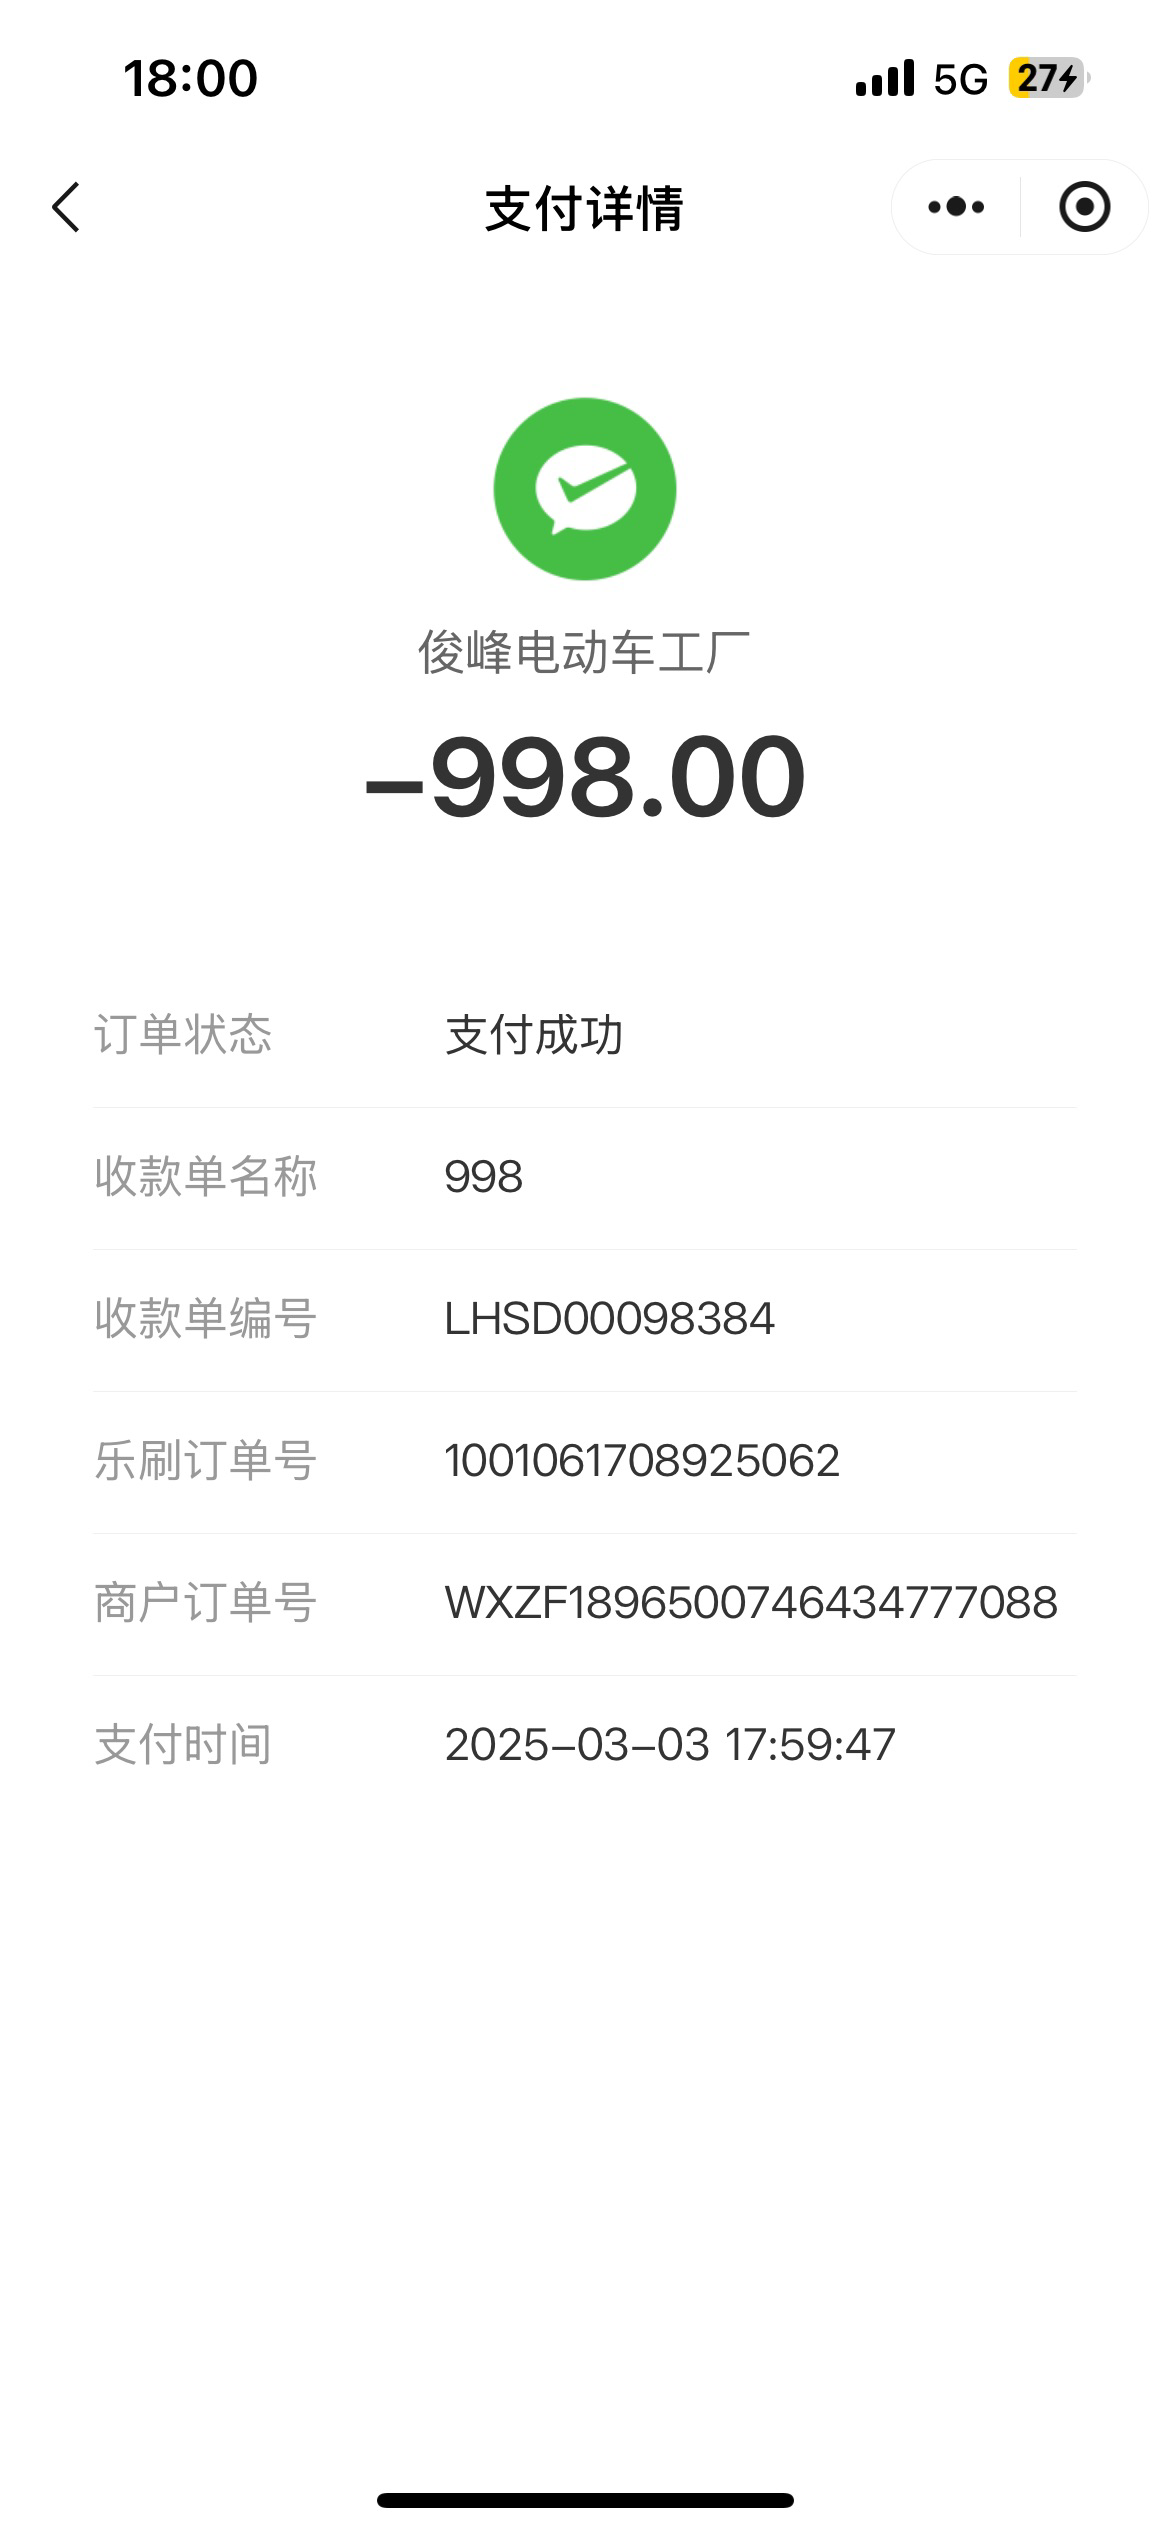 18:00 5G 27
支付详情
俊峰电动车工厂
-998.00
订单状态 支付成功
收款单名称 998
收款单编号 LHSD00098384
乐刷订单号 1001061708925062
商户订单号 WXZF1896500746434777088
支付时间 2025-03-03 17:59:47